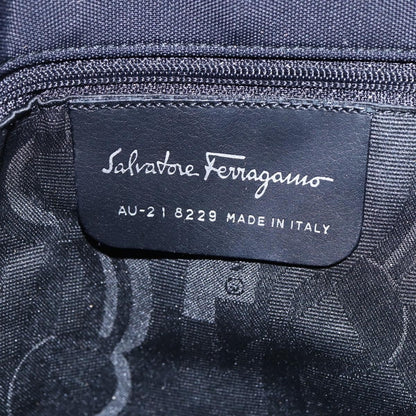 Salvatore Ferragamo
AU-21 8229 MADE IN ITALY